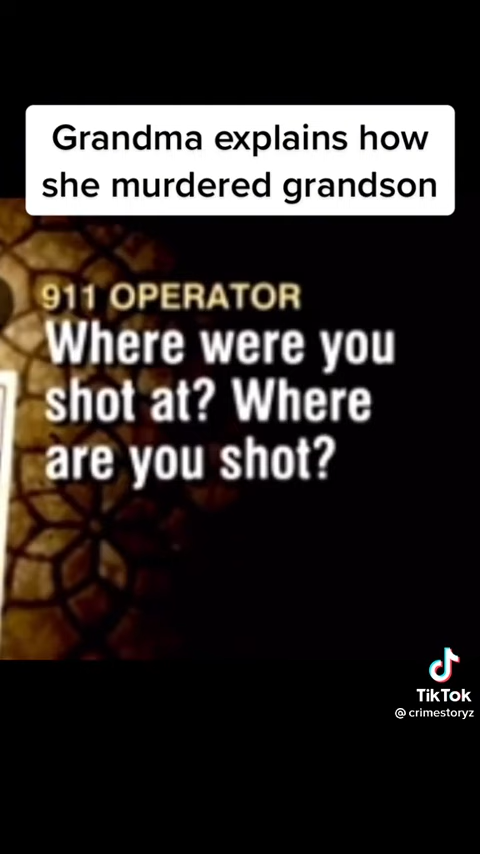 Grandma explains how
she murdered grandson
911 OPERATOR
Where were you
shot at? Where
are you shot?
TikTok
@crimestoryz